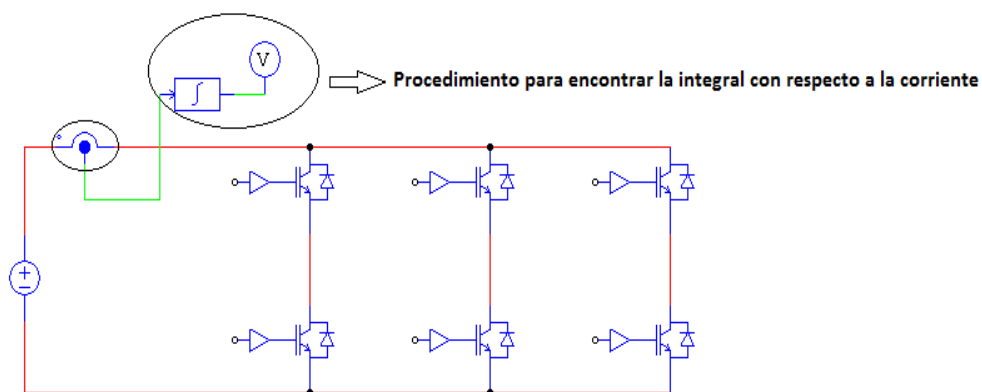 V
Procedimiento para encontrar la integral con respecto a la corriente